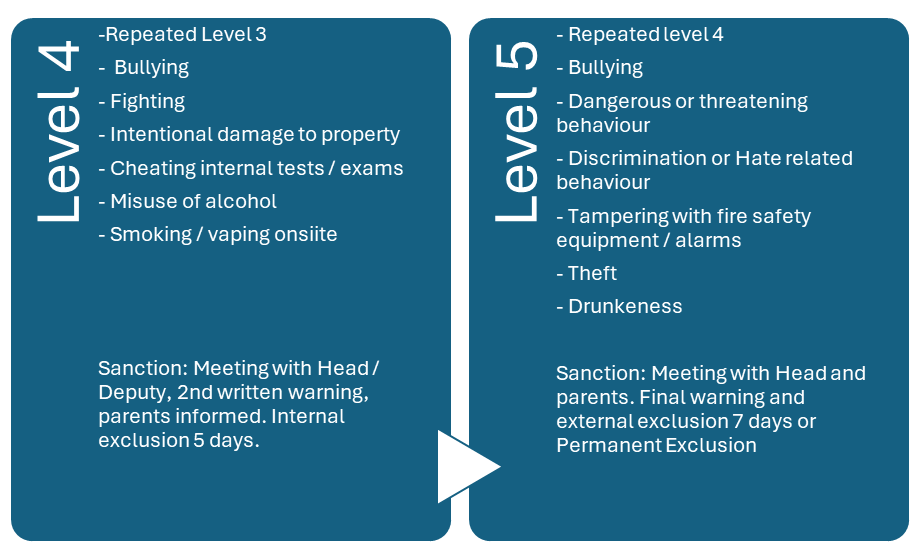 Level 4
-Repeated Level 3
-  Bullying
- Fighting
- Intentional damage to property
- Cheating internal tests / exams
- Misuse of alcohol
- Smoking / vaping onsiite
Sanction: Meeting with Head /
Deputy, 2nd written warning,
parents informed. Internal
exclusion 5 days.
Level 5
- Repeated level 4
- Bullying
- Dangerous or threatening
behaviour
- Discrimination or Hate related
behaviour
- Tampering with fire safety
equipment / alarms
- Theft
- Drunkeness
Sanction: Meeting with Head and
parents. Final warning and
external exclusion 7 days or
Permanent Exclusion